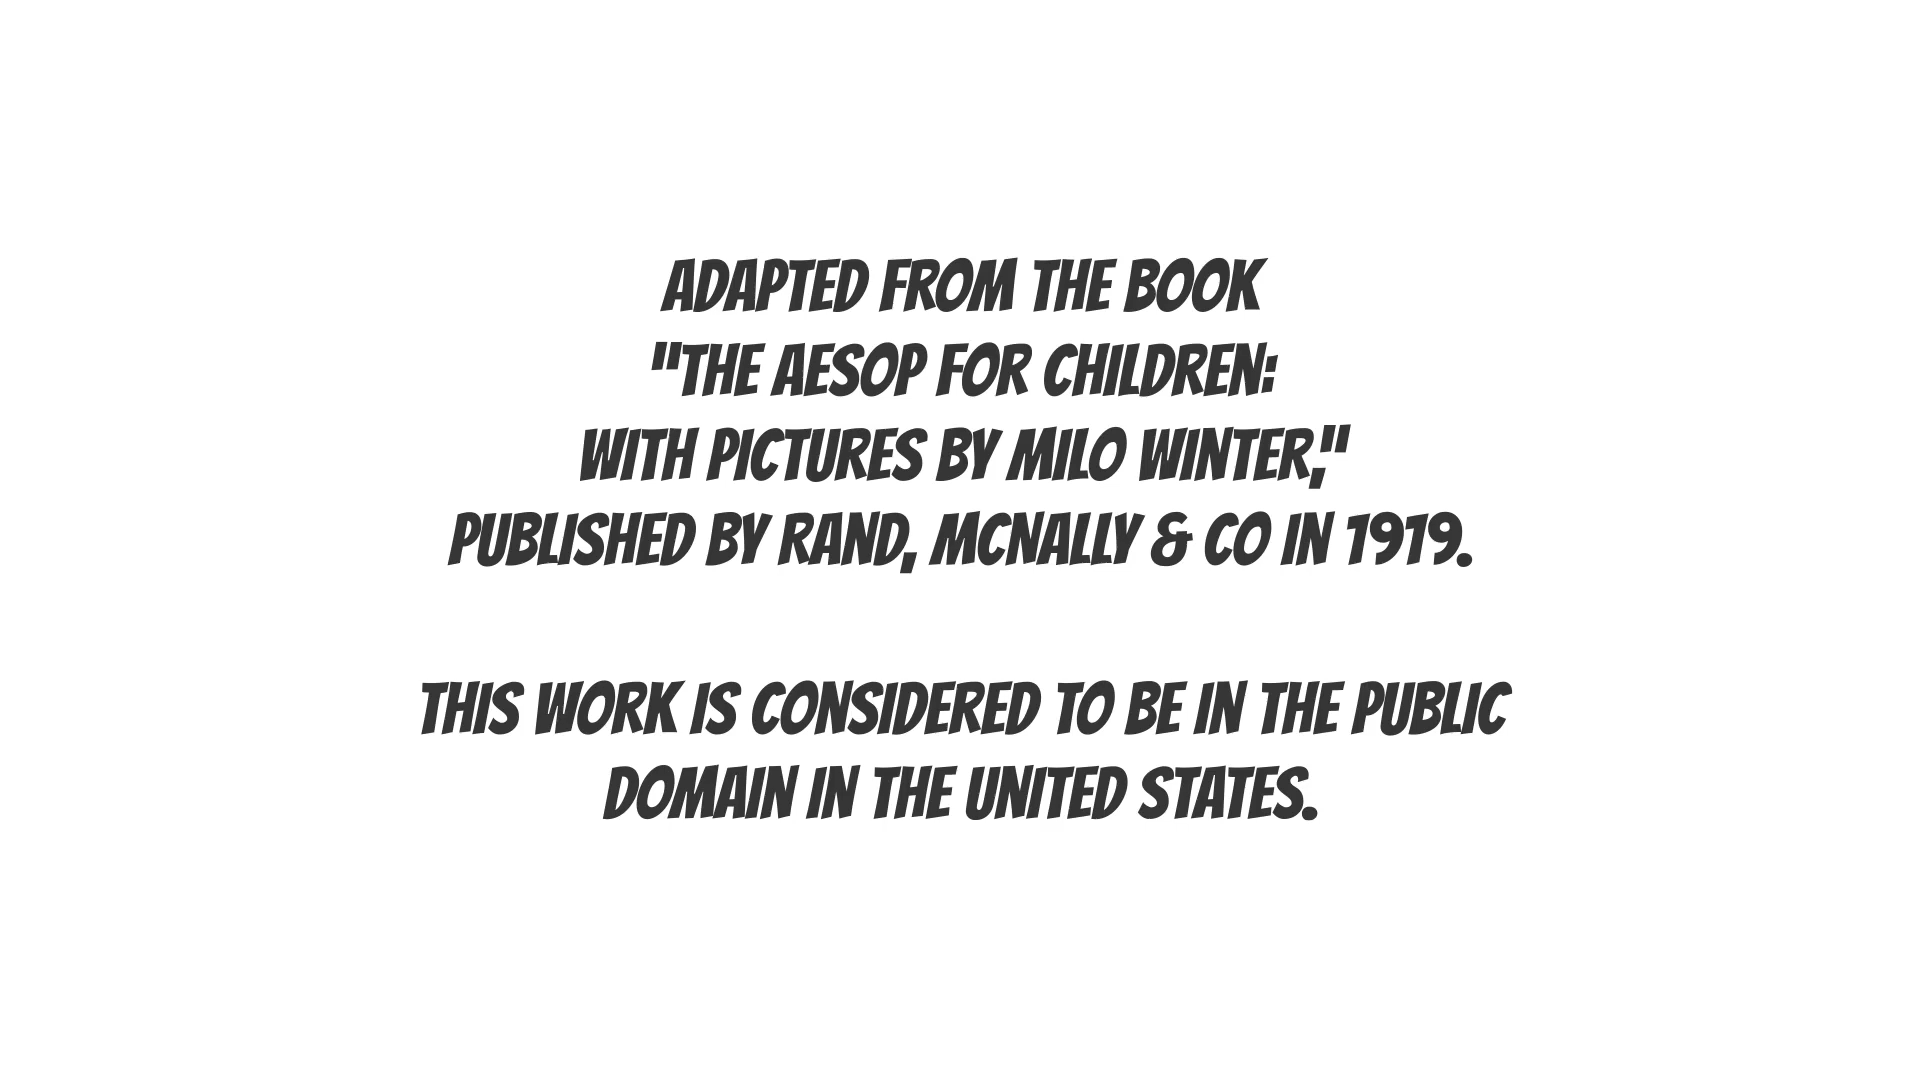 ADAPTED FROM THE BOOK
"THE AESOP FOR CHILDREN:
WITH PICTURES BY MILO WINTER,"
PUBLISHED BY RAND, MCNALLY & CO IN 1919.
THIS WORK IS CONSIDERED TO BE IN THE PUBLIC
DOMAIN IN THE UNITED STATES.